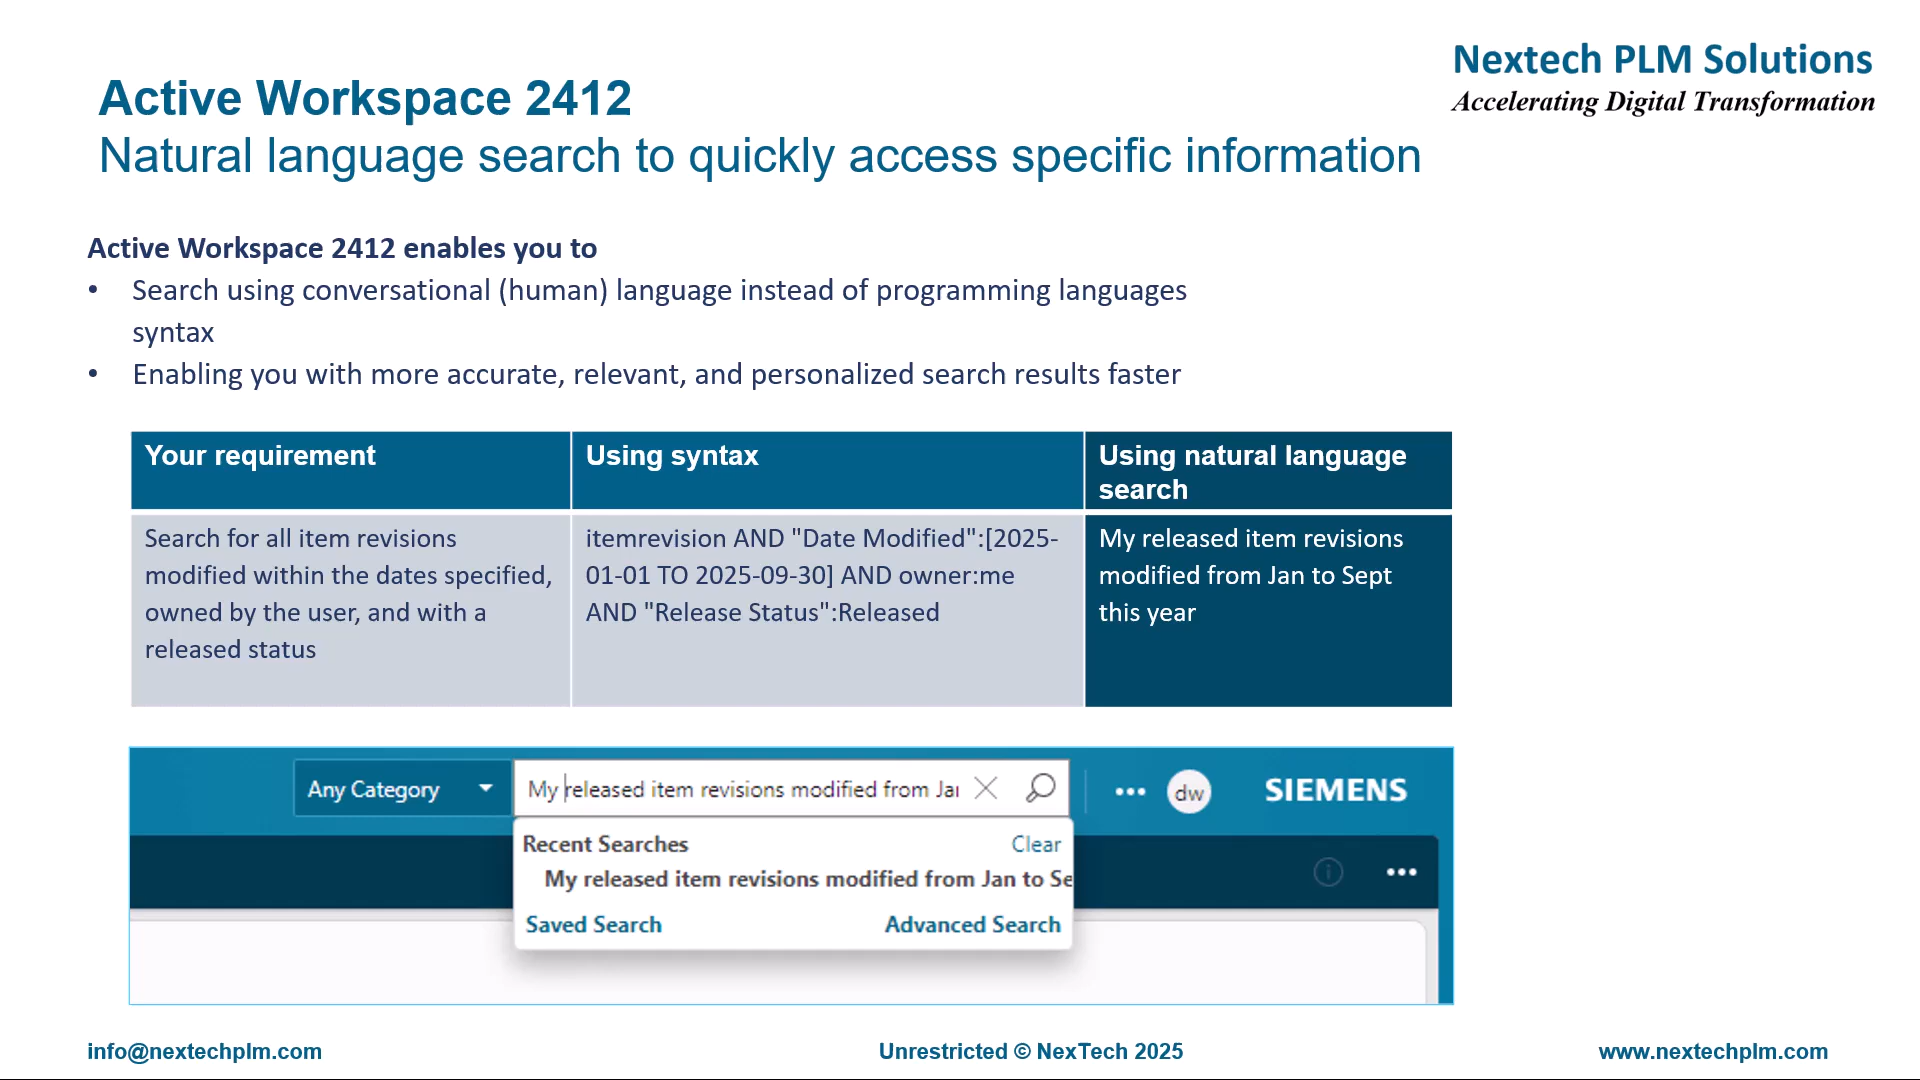 Nextech PLM Solutions
Accelerating Digital Transformation
Active Workspace 2412
Natural language search to quickly access specific information
Active Workspace 2412 enables you to
• Search using conversational (human) language instead of programming languages
syntax
• Enabling you with more accurate, relevant, and personalized search results faster
Your requirement
Using syntax
Using natural language
search
Search for all item revisions
modified within the dates specified,
owned by the user, and with a
released status
itemrevision AND "Date Modified":[2025-
01-01 TO 2025-09-30] AND owner:me
AND "Release Status":Released
My released item revisions
modified from Jan to Sept
this year
Any Category
My released item revisions modified from Jan
dw
SIEMENS
Recent Searches
Clear
My released item revisions modified from Jan to Se
Saved Search
Advanced Search
info@nextechplm.com
Unrestricted © NexTech 2025
www.nextechplm.com